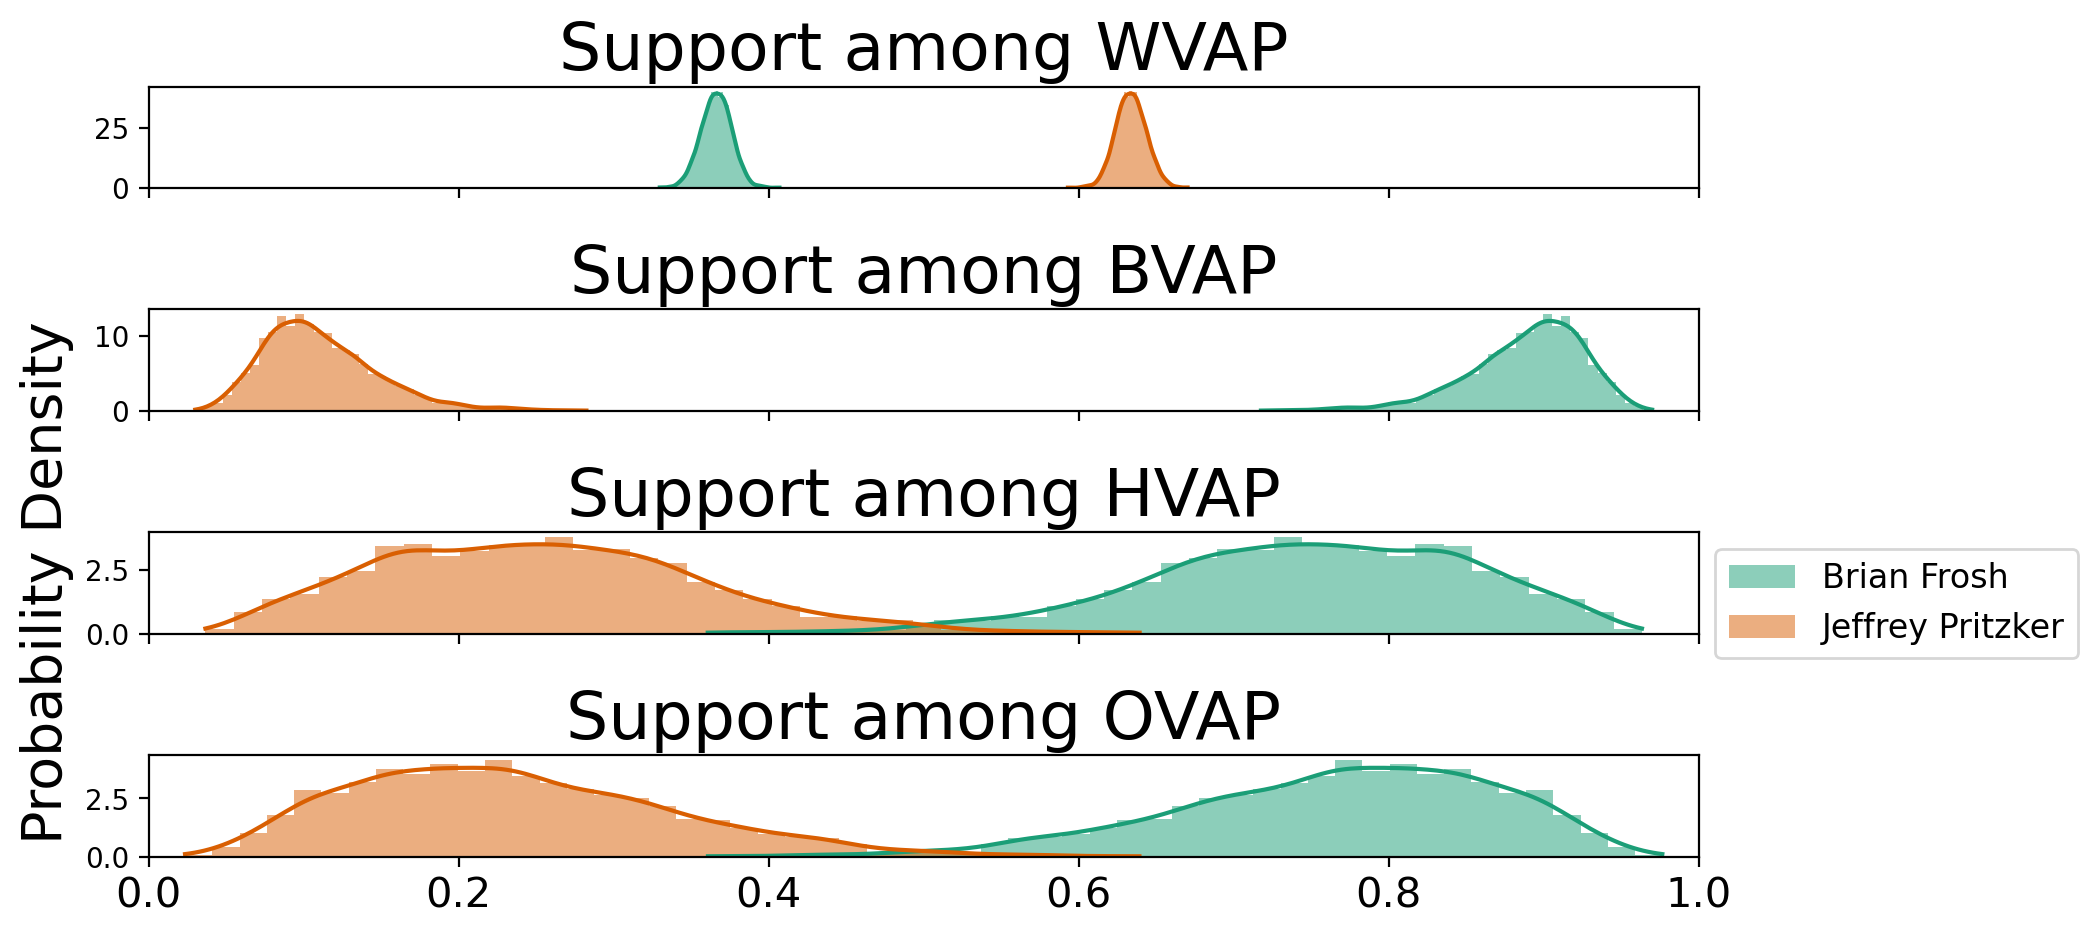 Support among WVAP
25
0
Support among BVAP
10
0
Support among HVAP
2.5
0.0
Support among OVAP
2.5
0.0
0.0 0.2 0.4 0.6 0.8 1.0
Probability Density
Brian Frosh
Jeffrey Pritzker